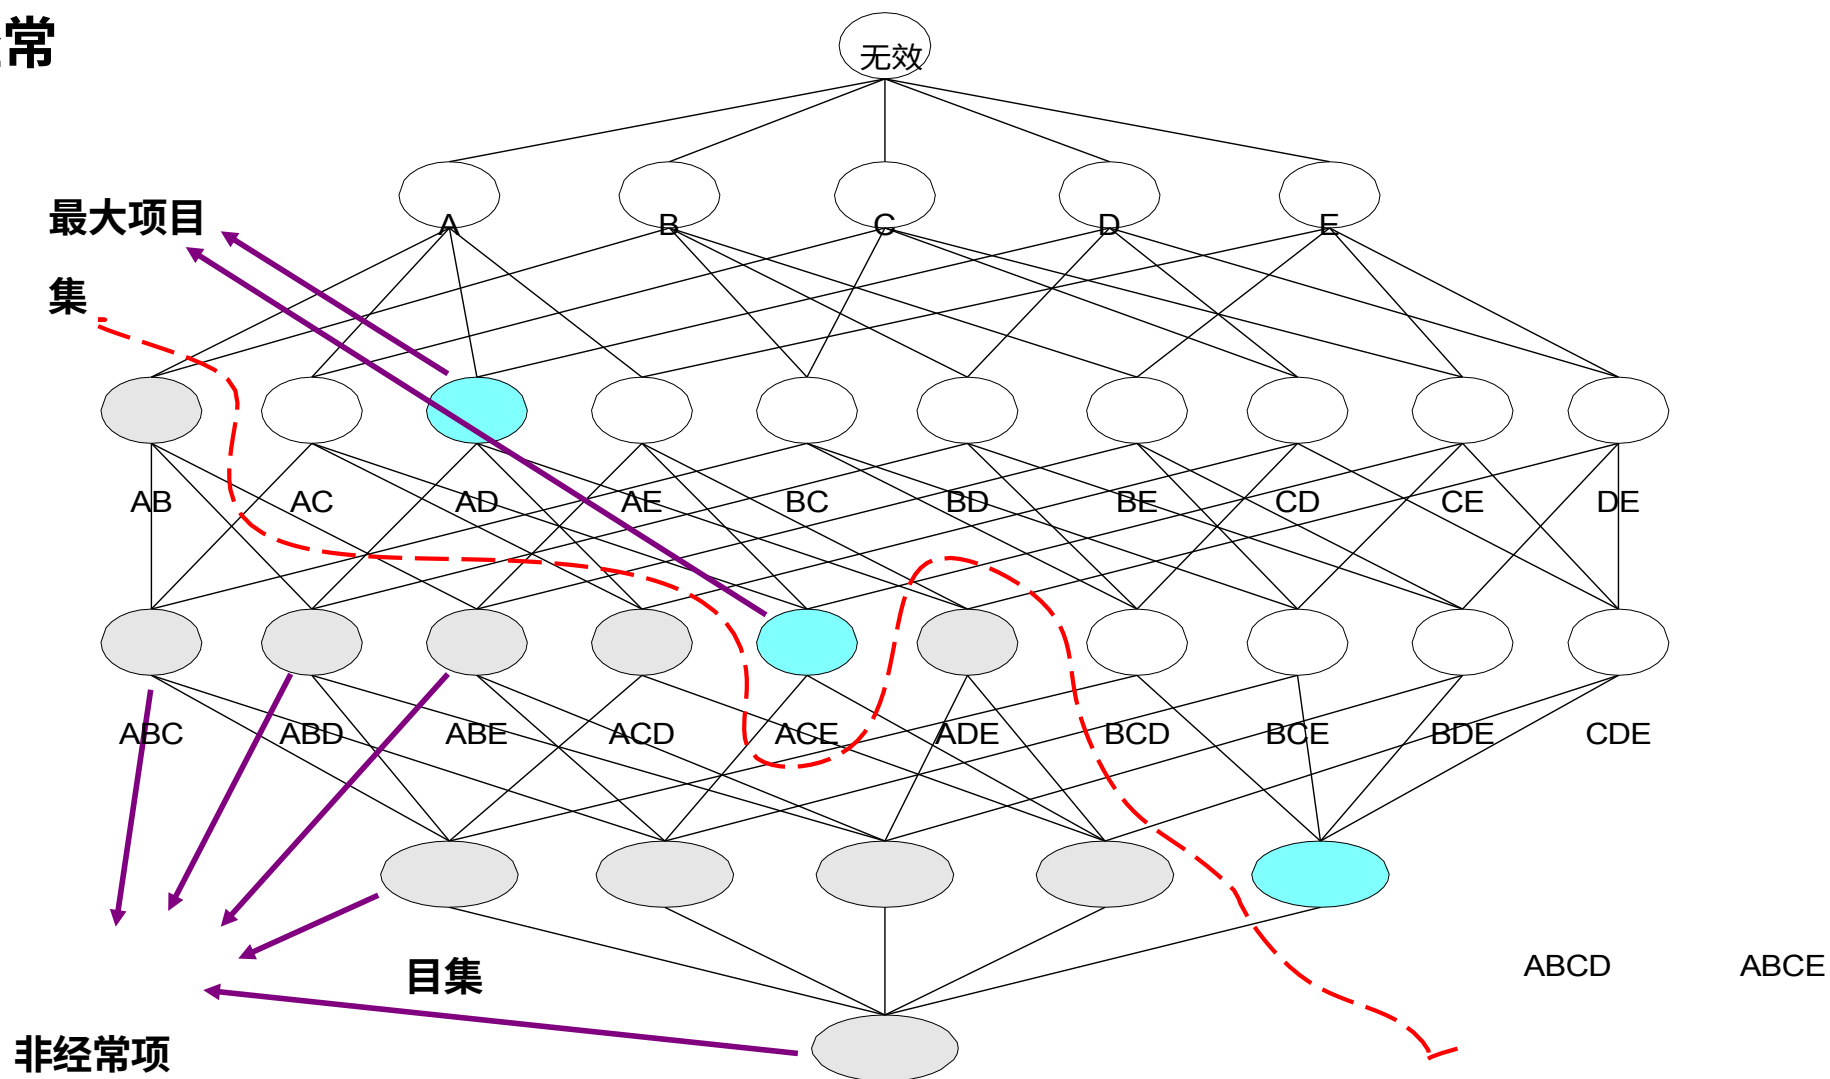 常
无效
A B C D E
最大项目
集
AB AC AD AE BC BD BE CD CE DE
ABC ABD ABE ACD ACE ADE BCD BCE BDE CDE
ABCD ABCE
目集
非经常项